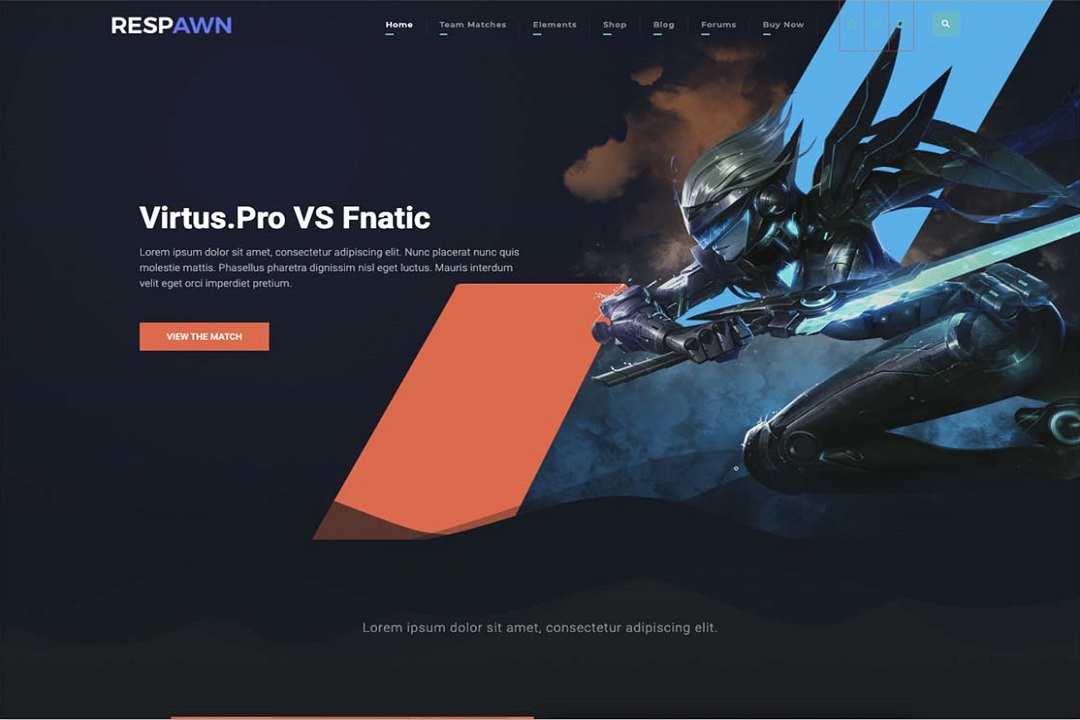 RESPAWN
Home Team Matches Elements Shop Blog Forums Buy Now
Virtus.Pro VS Fnatic
Lorem ipsum dolor sit amet, consectetur adipiscing elit. Nunc placerat nunc quis
molestie mattis. Phasellus pharetra dignissim nisl eget luctus. Mauris interdum
velit eget orci imperdiet pretium.
VIEW THE MATCH
Lorem ipsum dolor sit amet, consectetur adipiscing elit.